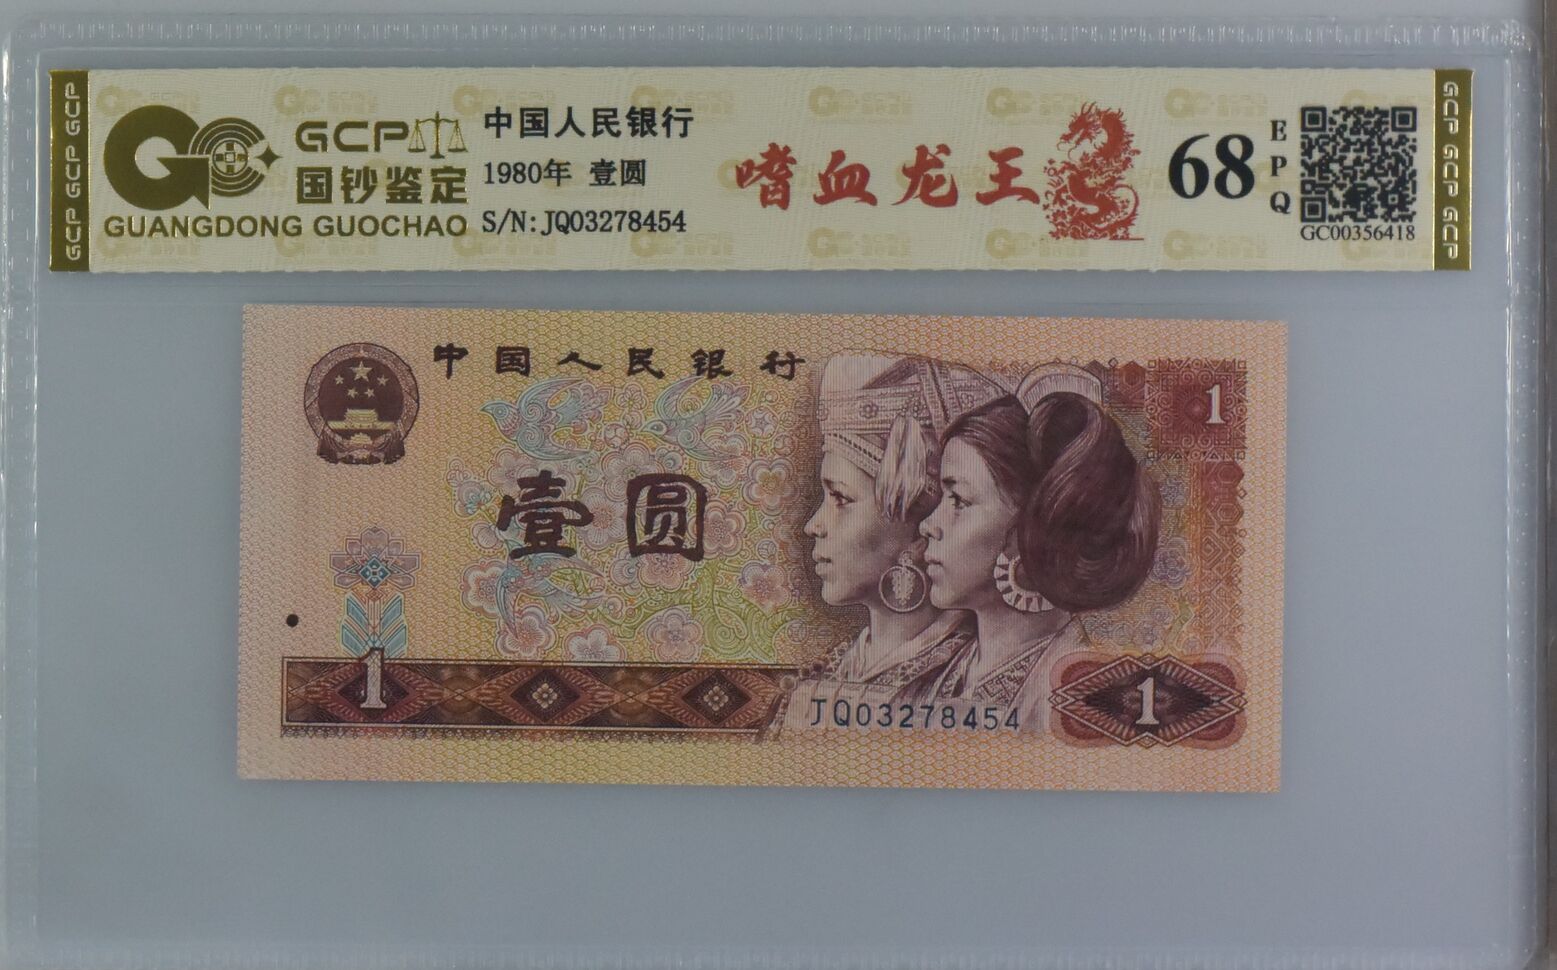 GCP GCP GCP
GCP
国钞鉴定
GUANGDONG GUOCHAO
中国人民银行
1980年 壹圆
S/N:JQ03278454
嗜血龙王
68
EPQ
GC00356418
GCP GCP GCP
中国人民银行
1
壹圆
1
JQ03278454
1